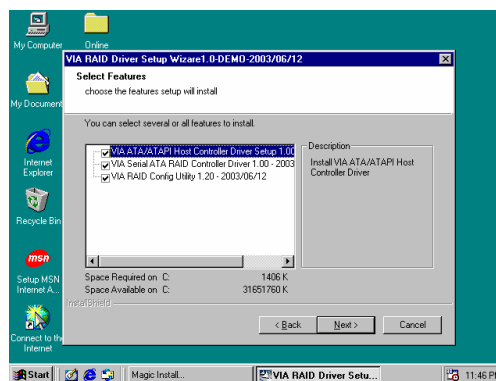 My Computer
Online
VIA RAID Driver Setup Wizare1.0-DEMO-2003/06/12
Select Features
choose the features setup will install
My Document
You can select several or all features to install.
VIA ATA/ATAPI Host Controller Driver Setup 1.00
VIA Serial ATA RAID Controller Driver 1.00 - 2003
VIA RAID Config Utility 1.20 - 2003/06/12
Description
Install VIA ATA/ATAPI Host
Controller Driver
Internet
Explorer
Recycle Bin
msn
Setup MSN
Internet A...
Space Required on C: 1406 K
Space Available on C: 31651760 K
InstallShield
< Back
Next >
Cancel
Connect to th
Internet
Start
Magic Install...
VIA RAID Driver Setu...
11:46 P